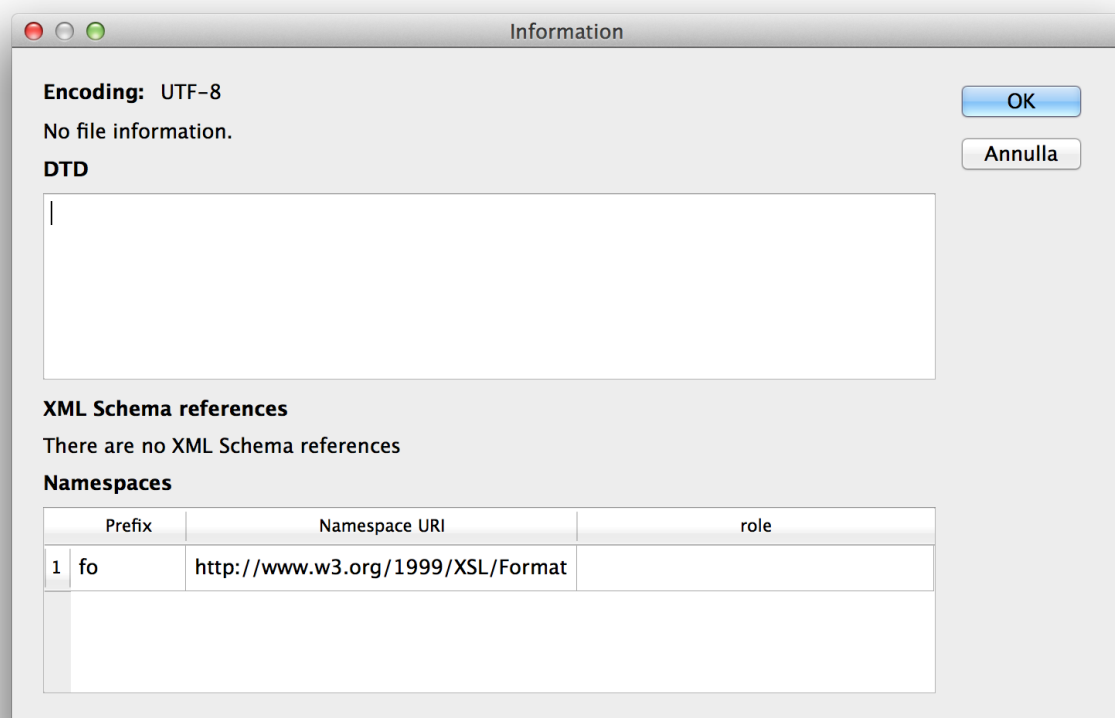 Information
Encoding: UTF-8
OK
No file information.
Annulla
DTD
XML Schema references
There are no XML Schema references
Namespaces
Prefix Namespace URI role
1 fo http://www.w3.org/1999/XSL/Format